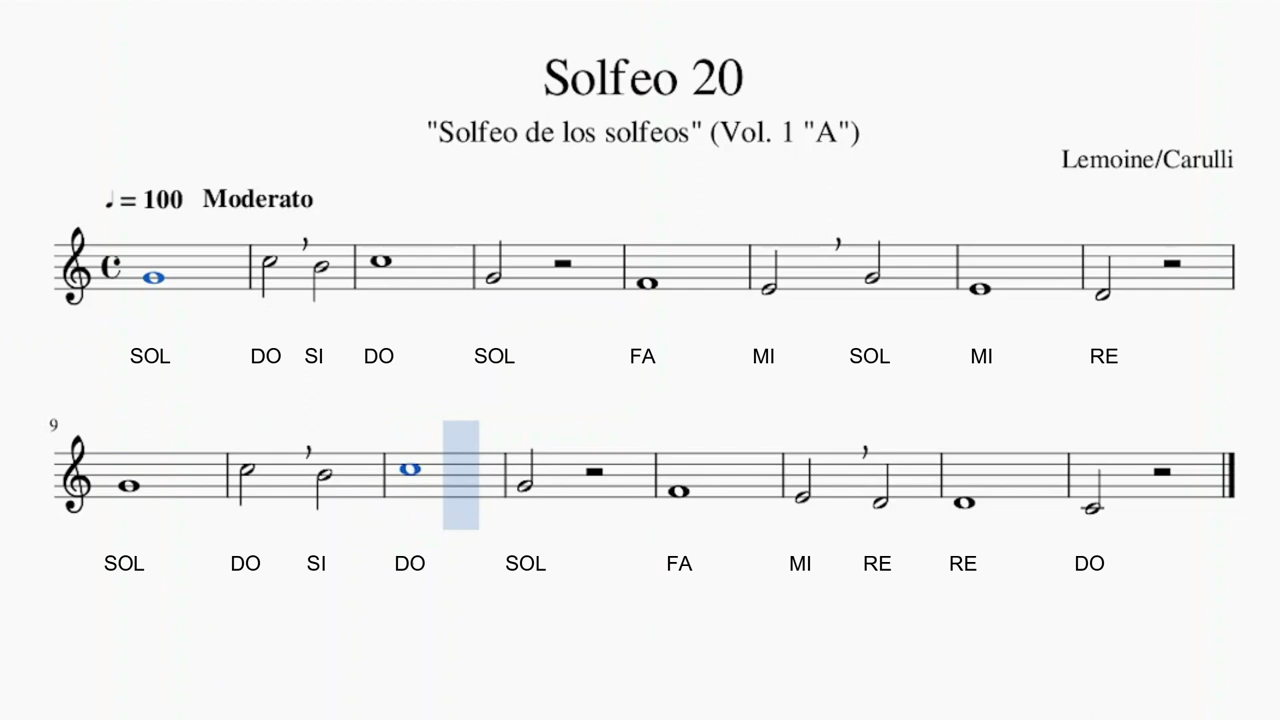 Solfeo 20
"Solfeo de los solfeos" (Vol. 1 "A")
Lemoine/Carulli
♩ = 100 Moderato
SOL DO SI DO SOL FA MI SOL MI RE
9
SOL DO SI DO SOL FA MI RE RE DO